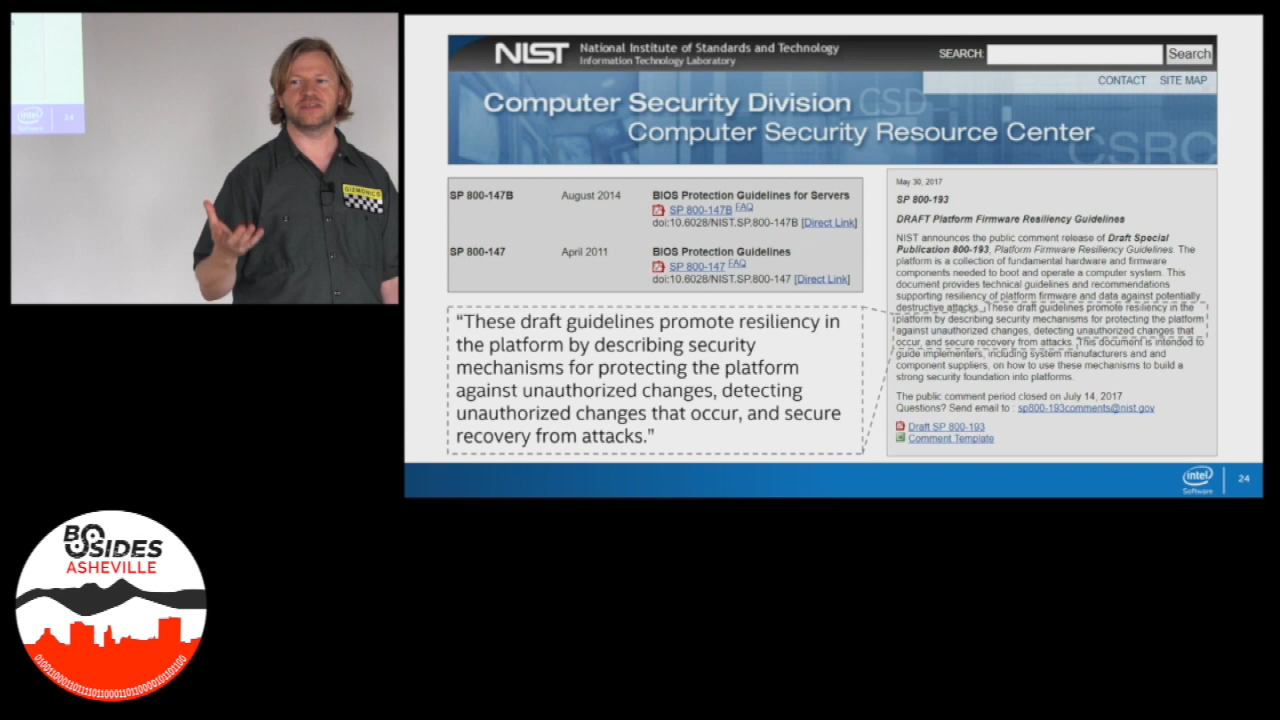 intel
Software
24
GIZMONICS
NIST National Institute of Standards and Technology
Information Technology Laboratory
SEARCH:
Search
CONTACT SITE MAP
Computer Security Division CSD
Computer Security Resource Center
CSRC
SP 800-147B August 2014 BIOS Protection Guidelines for Servers
SP 800-147B FAQ
doi:10.6028/NIST.SP.800-147B [Direct Link]
SP 800-147 April 2011 BIOS Protection Guidelines
SP 800-147 FAQ
doi:10.6028/NIST.SP.800-147 [Direct Link]
“These draft guidelines promote resiliency in
the platform by describing security
mechanisms for protecting the platform
against unauthorized changes, detecting
unauthorized changes that occur, and secure
recovery from attacks.”
May 30, 2017
SP 800-193
DRAFT Platform Firmware Resiliency Guidelines
NIST announces the public comment release of Draft Special
Publication 800-193, Platform Firmware Resiliency Guidelines. The
platform is a collection of fundamental hardware and firmware
components needed to boot and operate a computer system. This
document provides technical guidelines and recommendations
supporting resiliency of platform firmware and data against potentially
destructive attacks. These draft guidelines promote resiliency in the
platform by describing security mechanisms for protecting the platform
against unauthorized changes, detecting unauthorized changes that
occur, and secure recovery from attacks. This document is intended to
guide implementers, including system manufacturers and and
component suppliers, on how to use these mechanisms to build a
strong security foundation into platforms.
The public comment period closed on July 14, 2017
Questions? Send email to : sp800-193comments@nist.gov
Draft SP 800-193
Comment Template
intel
Software
24
BSIDES
ASHEVILLE